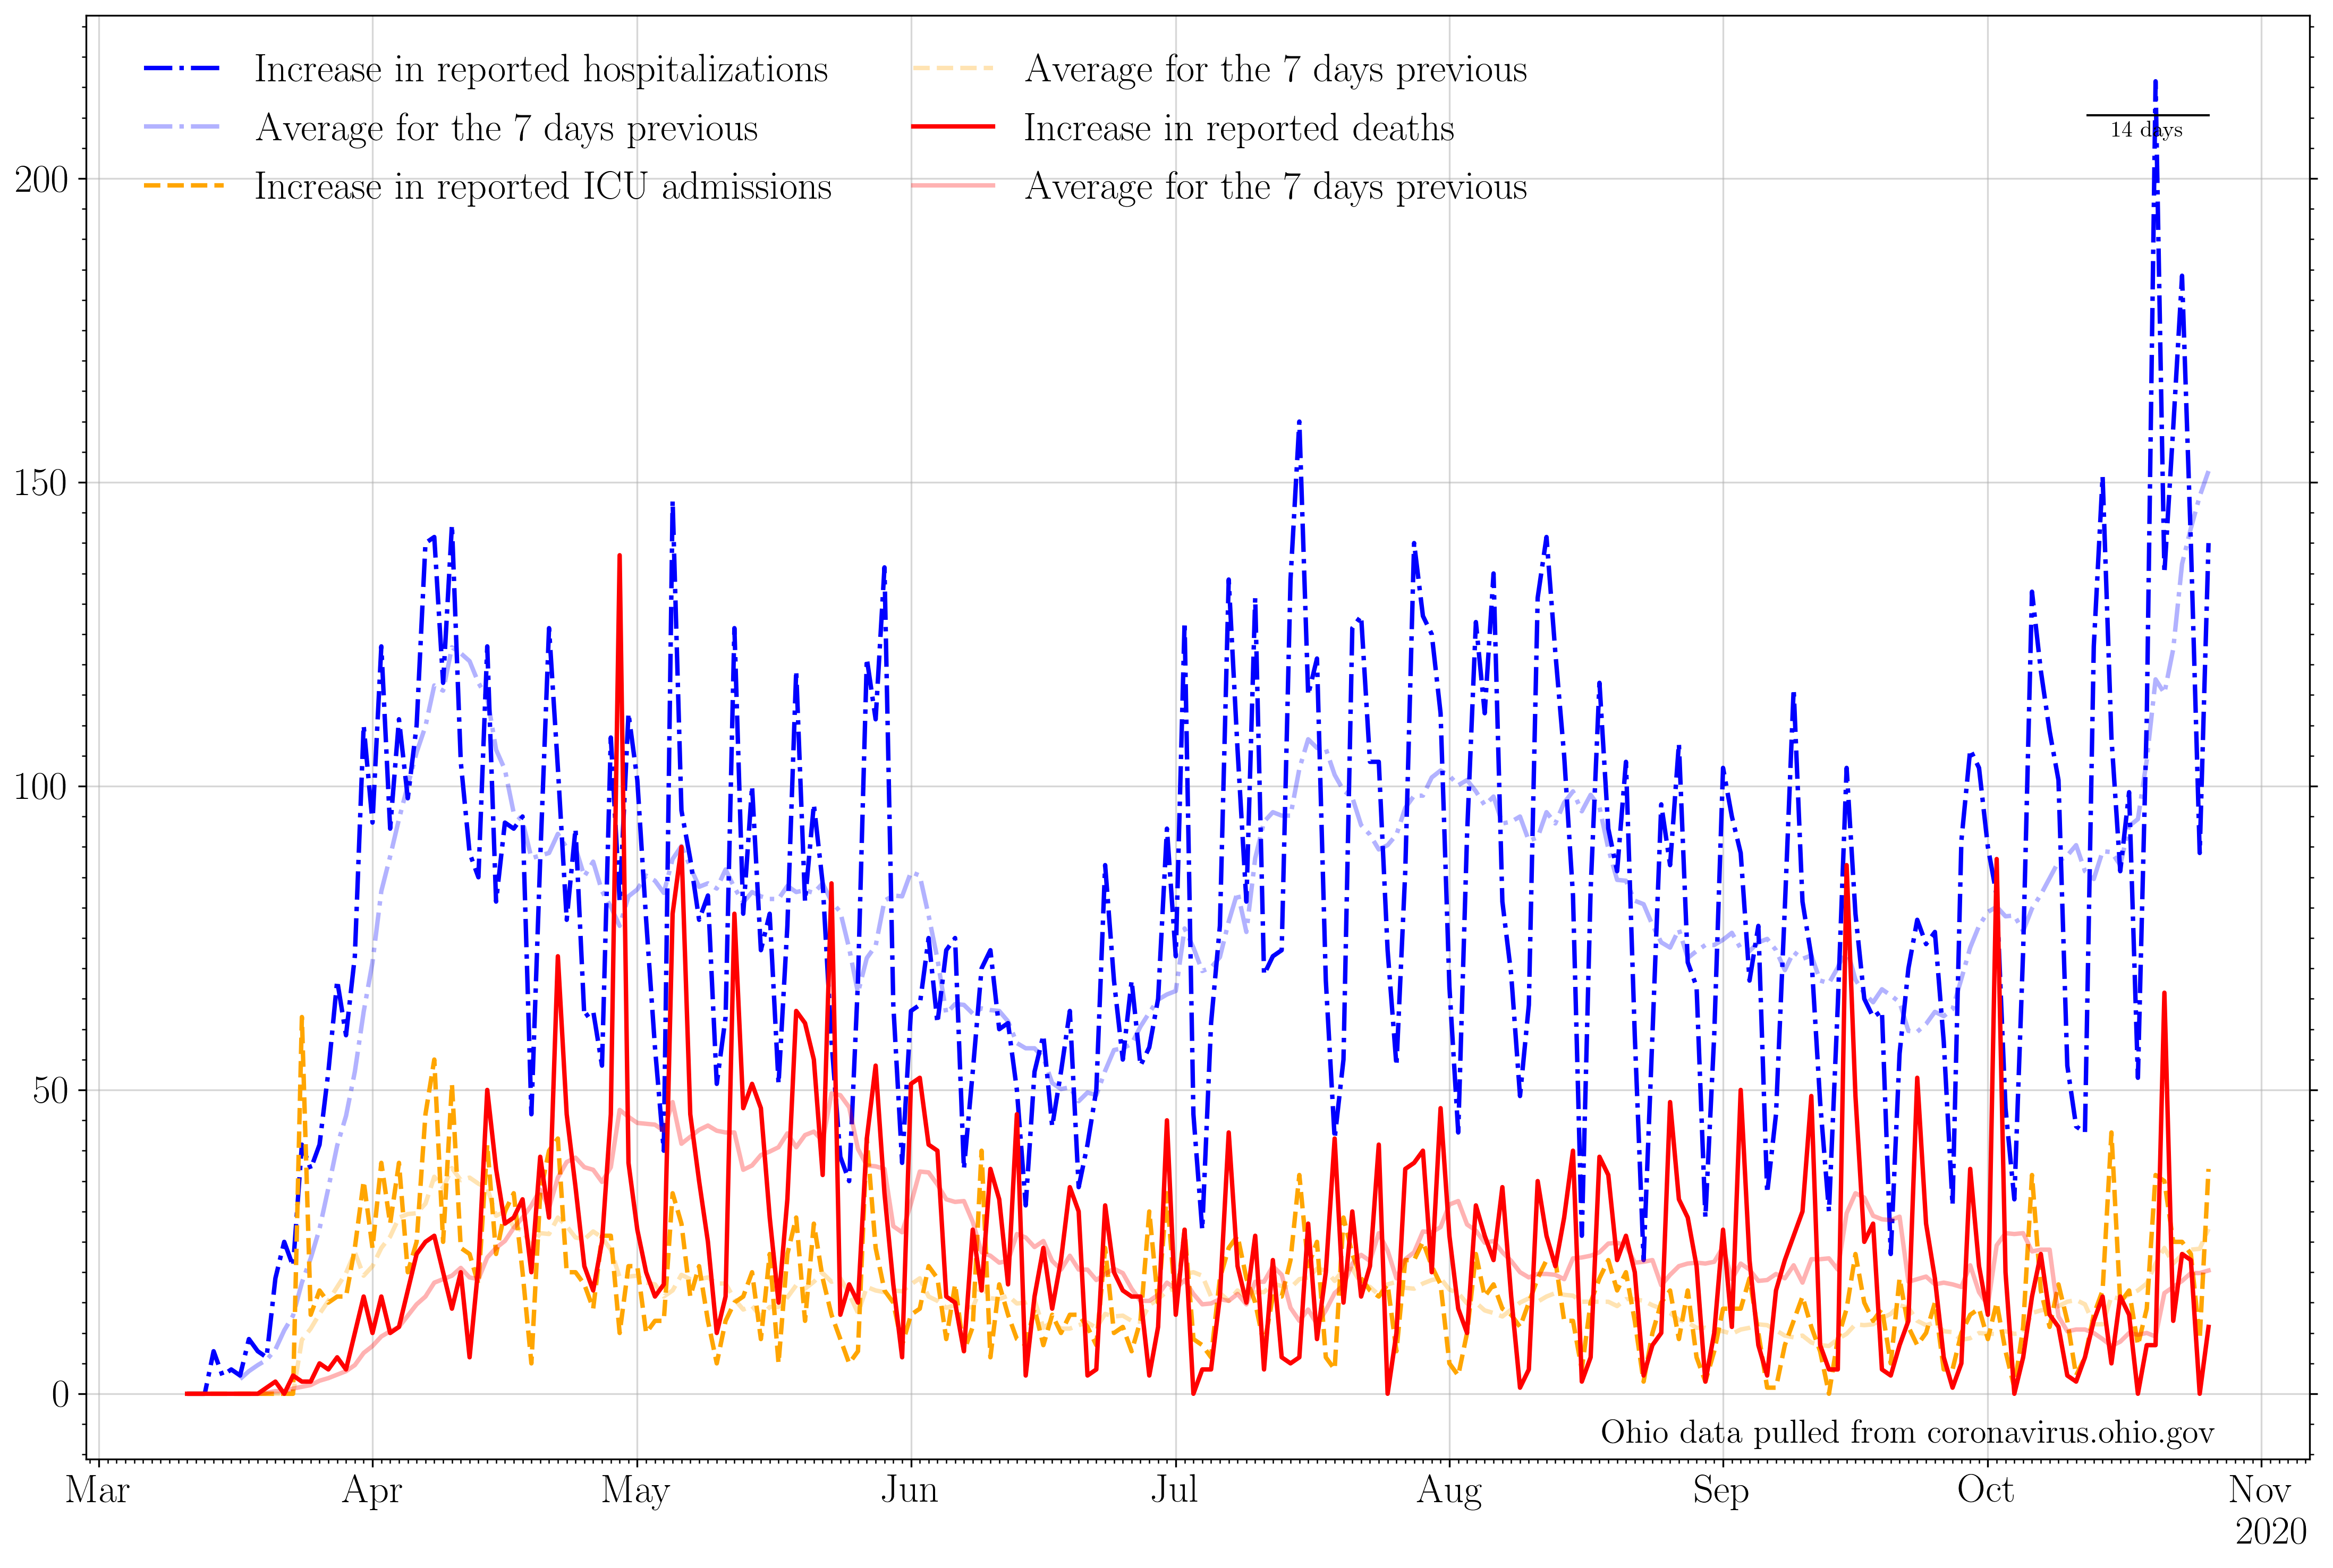 Increase in reported hospitalizations
Average for the 7 days previous
Increase in reported ICU admissions
Average for the 7 days previous
Increase in reported deaths
Average for the 7 days previous
14 days
200
150
100
50
0
Ohio data pulled from coronavirus.ohio.gov
Mar Apr May Jun Jul Aug Sep Oct Nov
2020